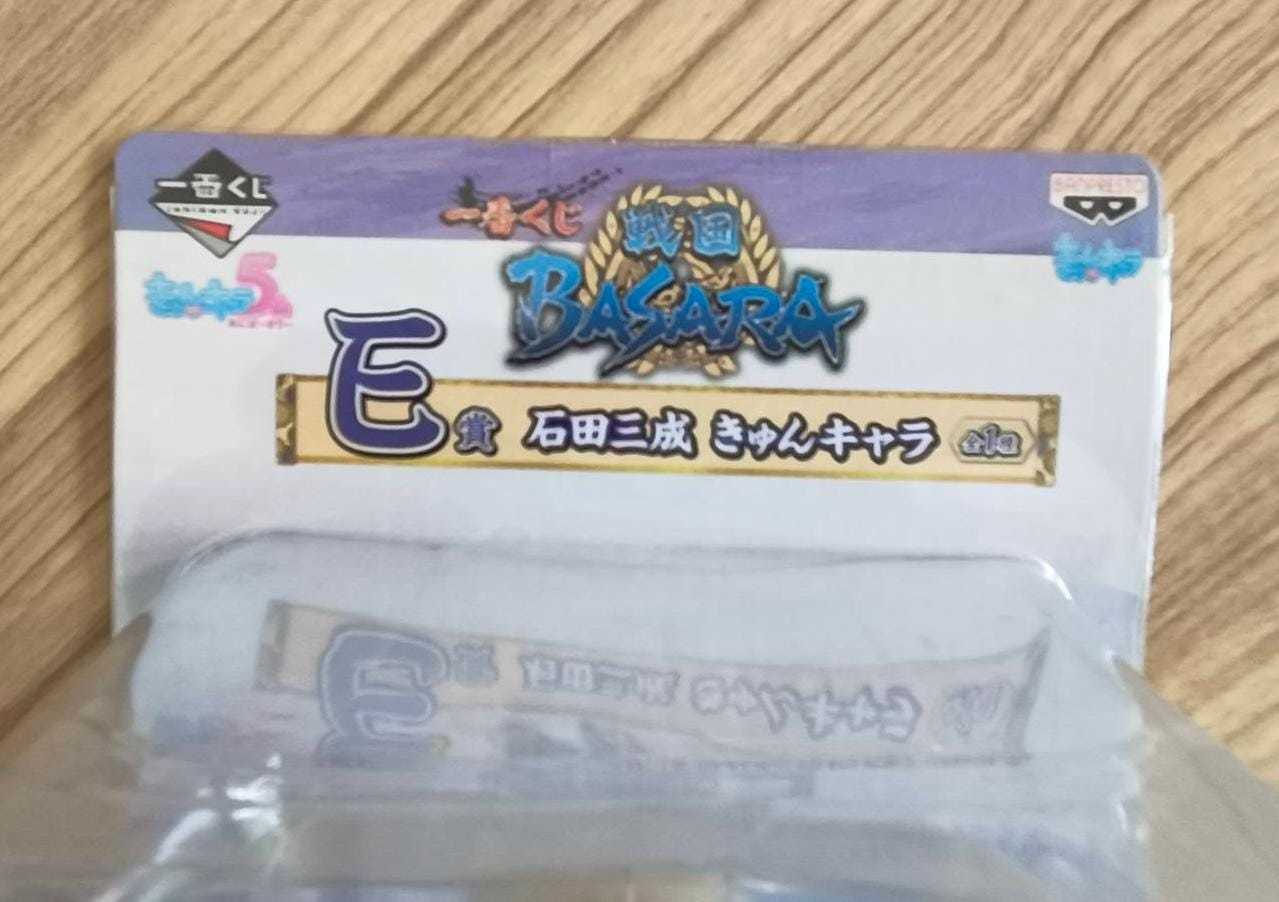 一番くじ
一番くじ
戦国
BASARA
BANPRESTO
きゅんキャラ
5
きゅんキャラ
E賞 石田三成 きゅんキャラ 全1種